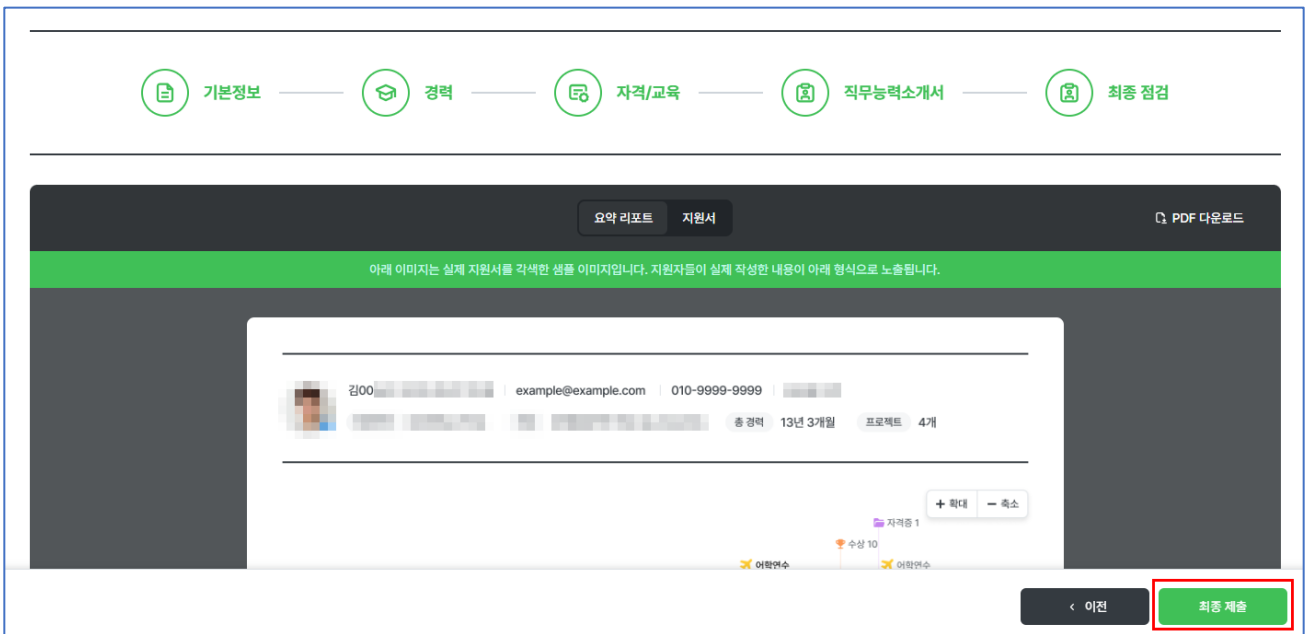 기본정보 경력 자격/교육 직무능력소개서 최종 점검
요약 리포트 지원서 PDF 다운로드
아래 이미지는 실제 지원서를 각색한 샘플 이미지입니다. 지원자들이 실제 작성한 내용이 아래 형식으로 노출됩니다.
김00 example@example.com 010-9999-9999
총 경력 13년 3개월 프로젝트 4개
+ 확대 － 축소
자격증 1
수상 10
어학연수 어학연수
< 이전 최종 제출